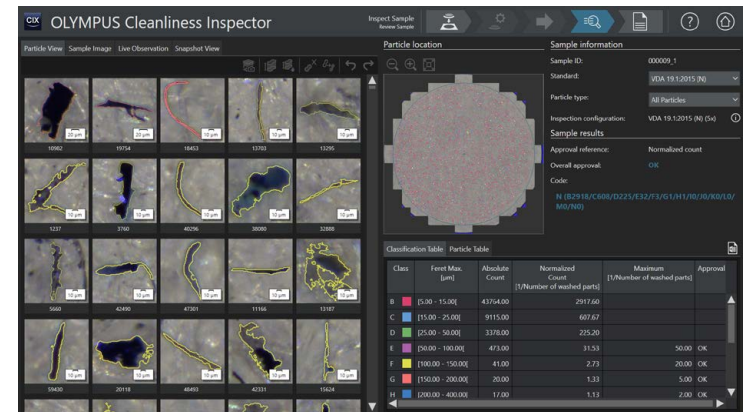 CIX OLYMPUS Cleanliness Inspector
Inspect Sample
Review Sample
Particle View Sample Image Live Observation Snapshot View
20 µm 20 µm 10 µm 10 µm 10 µm
10982 19754 18453 13703 13295
10 µm 10 µm 10 µm 10 µm 10 µm
1237 3760 40296 38080 32888
10 µm 10 µm 10 µm 10 µm 10 µm
5660 42490 47301 11166 13187
10 µm 10 µm 10 µm 10 µm 10 µm
59430 20118 48493 42331 15624
Particle location
Sample information
Sample ID: 000009_1
Standard: VDA 19.1:2015 (N)
Particle type: All Particles
Inspection configuration: VDA 19.1:2015 (N) (5x)
Sample results
Approval reference: Normalized count
Overall approval: OK
Code:
N (B2918/C608/D225/E32/F3/G1/H1/I0/J0/K0/L0/
M0/N0)
Classification Table Particle Table
Class Feret Max. [µm] Absolute Count Normalized Count [1/Number of washed parts] Maximum [1/Number of washed parts] Approval
B [5.00 - 15.00[ 43764.00 2917.60
C [15.00 - 25.00[ 9115.00 607.67
D [25.00 - 50.00[ 3378.00 225.20
E [50.00 - 100.00[ 473.00 31.53 50.00 OK
F [100.00 - 150.00[ 41.00 2.73 20.00 OK
G [150.00 - 200.00[ 20.00 1.33 5.00 OK
H [200.00 - 400.00[ 17.00 1.13 2.00 OK